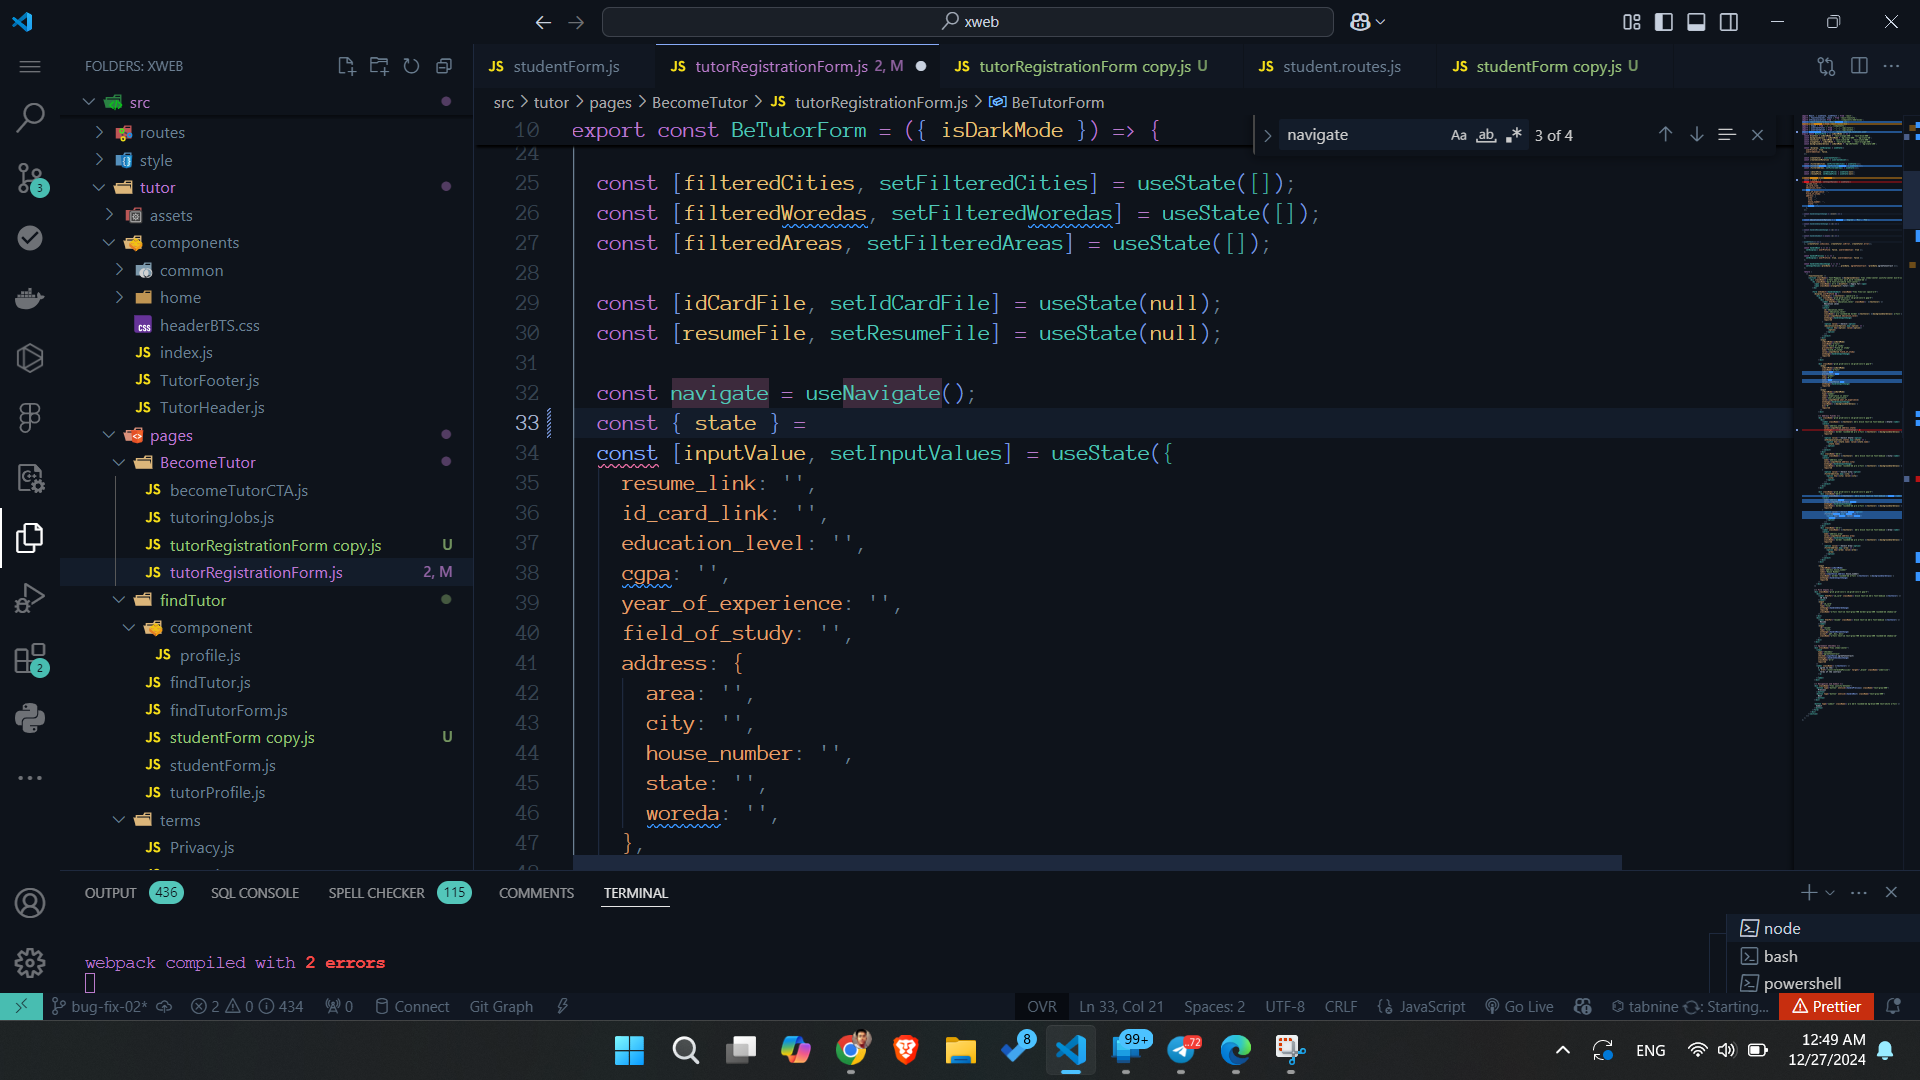 xweb
FOLDERS: XWEB
src
routes
style
tutor
assets
components
common
home
headerBTS.css
index.js
TutorFooter.js
TutorHeader.js
pages
BecomeTutor
becomeTutorCTA.js
tutoringJobs.js
tutorRegistrationForm copy.js U
tutorRegistrationForm.js 2, M
findTutor
component
profile.js
findTutor.js
findTutorForm.js
studentForm copy.js U
studentForm.js
tutorProfile.js
terms
Privacy.js
3
2
JS studentForm.js
JS tutorRegistrationForm.js 2, M
JS tutorRegistrationForm copy.js U
JS student.routes.js
JS studentForm copy.js U
src > tutor > pages > BecomeTutor > JS tutorRegistrationForm.js > BeTutorForm
navigate Aa ab, .* 3 of 4
10 export const BeTutorForm = ({ isDarkMode }) => {
24
25 const [filteredCities, setFilteredCities] = useState([]);
26 const [filteredWoredas, setFilteredWoredas] = useState([]);
27 const [filteredAreas, setFilteredAreas] = useState([]);
28
29 const [idCardFile, setIdCardFile] = useState(null);
30 const [resumeFile, setResumeFile] = useState(null);
31
32 const navigate = useNavigate();
33 const { state } =
34 const [inputValue, setInputValues] = useState({
35 resume_link: '',
36 id_card_link: '',
37 education_level: '',
38 cgpa: '',
39 year_of_experience: '',
40 field_of_study: '',
41 address: {
42 area: '',
43 city: '',
44 house_number: '',
45 state: '',
46 woreda: '',
47 },
OUTPUT 436 SQL CONSOLE SPELL CHECKER 115 COMMENTS TERMINAL
webpack compiled with 2 errors
node
bash
powershell
bug-fix-02* 2 0 434 0 Connect Git Graph
OVR Ln 33, Col 21 Spaces: 2 UTF-8 CRLF JavaScript Go Live tabnine : Starting... Prettier
8 99+ 72
ENG
12:49 AM
12/27/2024